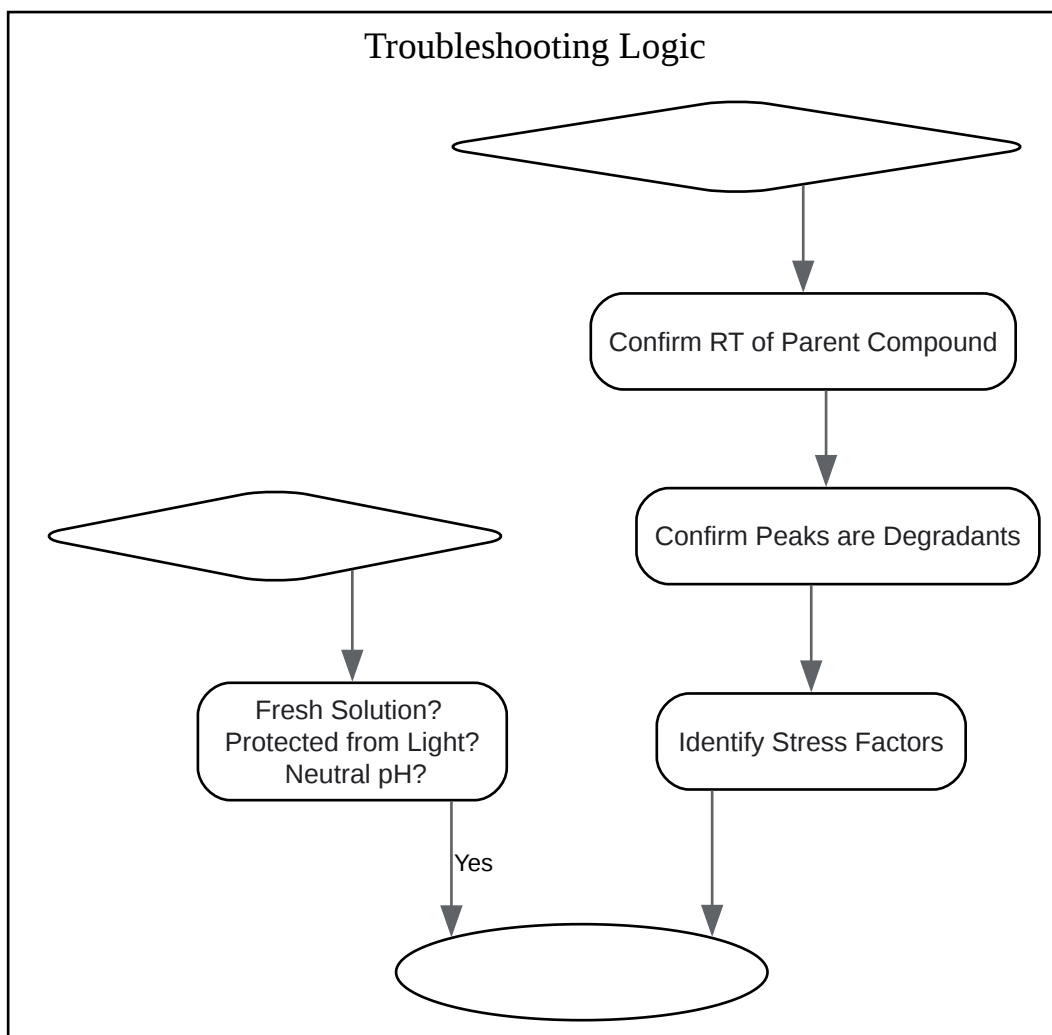 Troubleshooting Logic
Confirm RT of Parent Compound
Confirm Peaks are Degradants
Fresh Solution?
Protected from Light?
Neutral pH?
Identify Stress Factors
Yes